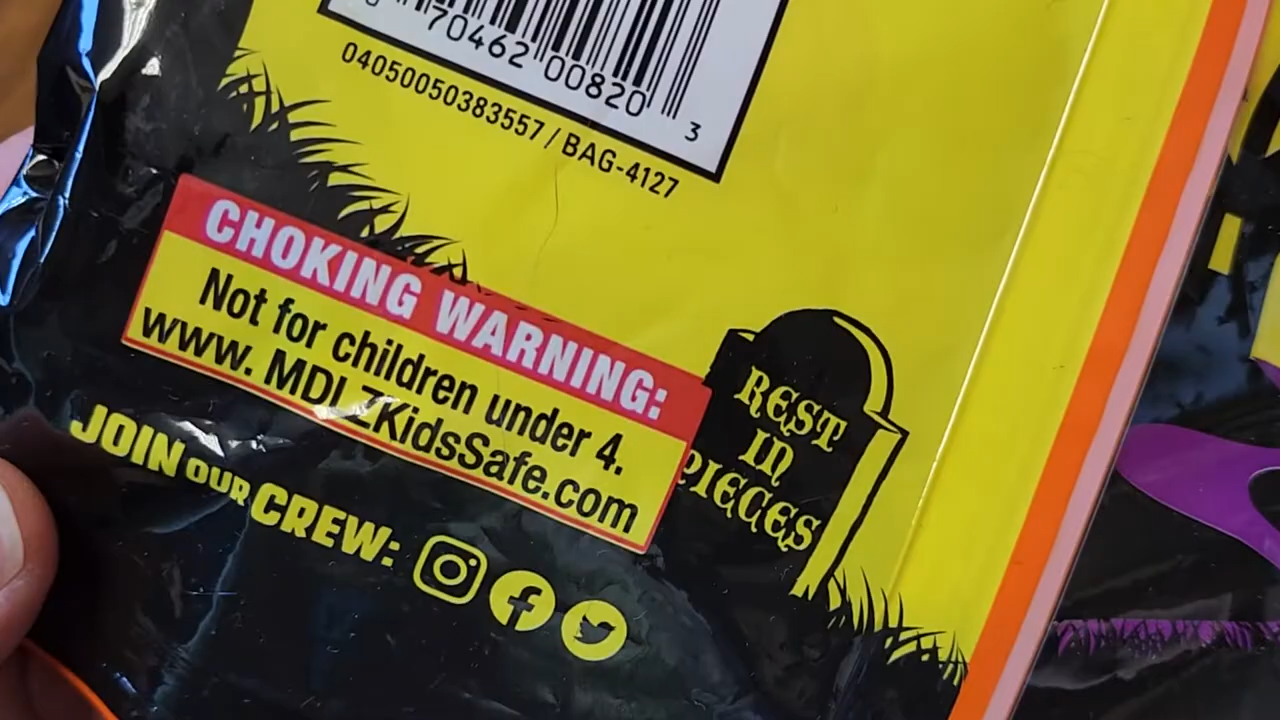 70462 00820 3
04050050383557 / BAG-4127
CHOKING WARNING:
Not for children under 4.
www. MDLZKidsSafe.com
REST
IN
PIECES
JOIN OUR CREW: